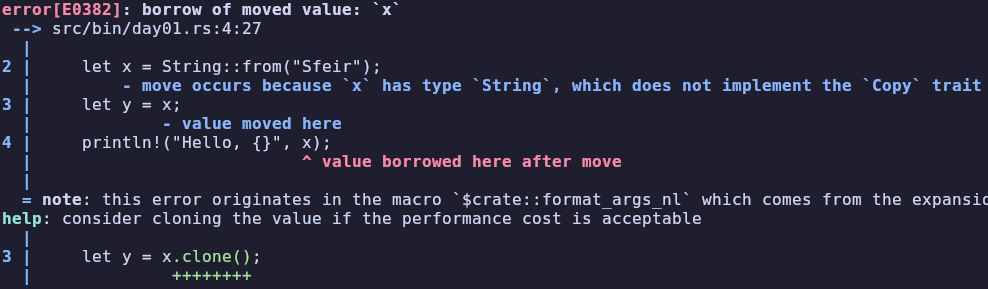 error[E0382]: borrow of moved value: `x`
 --> src/bin/day01.rs:4:27
  |
2 |     let x = String::from("Sfeir");
  |         - move occurs because `x` has type `String`, which does not implement the `Copy` trait
3 |     let y = x;
  |             - value moved here
4 |     println!("Hello, {}", x);
  |                           ^ value borrowed here after move
  |
  = note: this error originates in the macro `$crate::format_args_nl` which comes from the
help: consider cloning the value if the performance cost is acceptable
  |
3 |     let y = x.clone();
  |              ++++++++